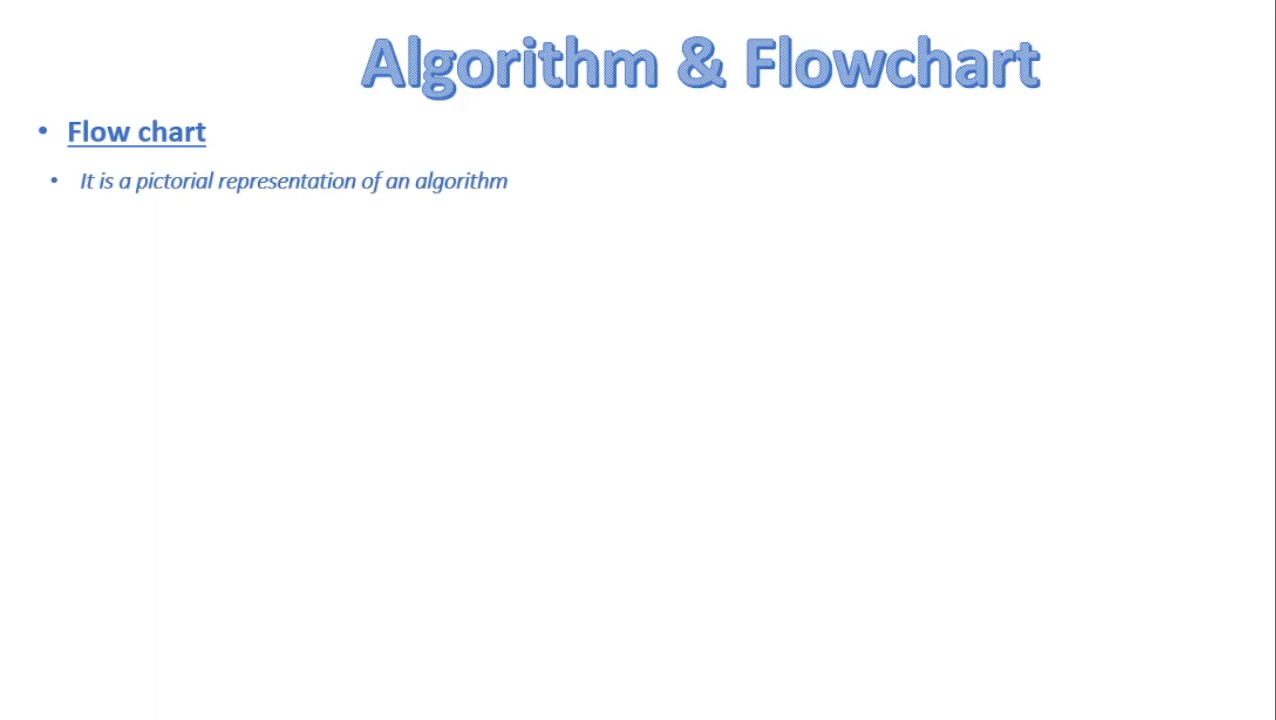 Algorithm & Flowchart
• Flow chart
• It is a pictorial representation of an algorithm